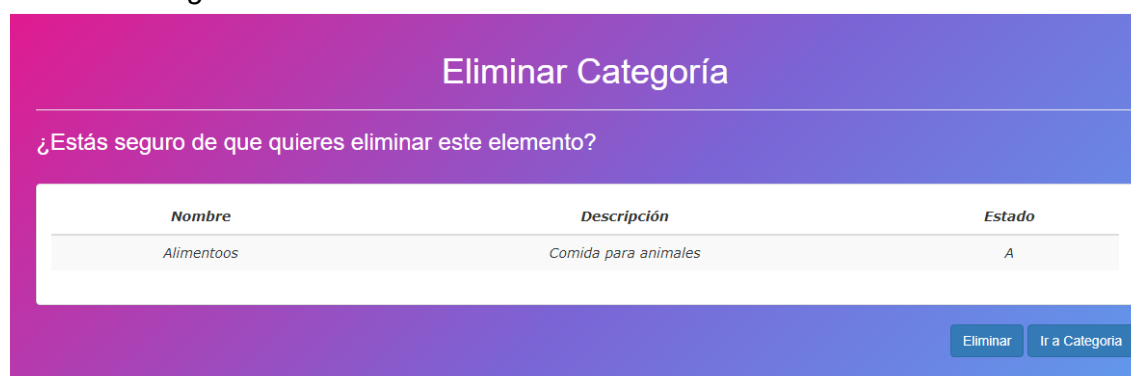 Eliminar Categoría
¿Estás seguro de que quieres eliminar este elemento?
Nombre Descripción Estado
Alimentoos Comida para animales A
Eliminar Ir a Categoria